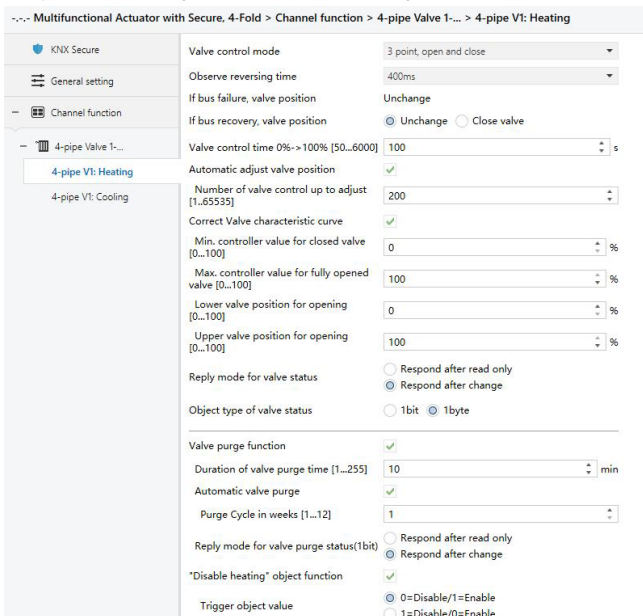 -.-.- Multifunctional Actuator with Secure, 4-Fold > Channel function > 4-pipe Valve 1-... > 4-pipe V1: Heating
KNX Secure
General setting
Channel function
4-pipe Valve 1-...
4-pipe V1: Heating
4-pipe V1: Cooling
Valve control mode
3 point, open and close
Observe reversing time
400ms
If bus failure, valve position
Unchange
If bus recovery, valve position
Unchange Close valve
Valve control time 0%->100% [50...6000]
100 s
Automatic adjust valve position
Number of valve control up to adjust
[1..65535]
200
Correct Valve characteristic curve
Min. controller value for closed valve
[0...100]
0 %
Max. controller value for fully opened
valve [0...100]
100 %
Lower valve position for opening
[0...100]
0 %
Upper valve position for opening
[0...100]
100 %
Reply mode for valve status
Respond after read only
Respond after change
Object type of valve status
1bit 1byte
Valve purge function
Duration of valve purge time [1...255]
10 min
Automatic valve purge
Purge Cycle in weeks [1...12]
1
Reply mode for valve purge status(1bit)
Respond after read only
Respond after change
"Disable heating" object function
Trigger object value
0=Disable/1=Enable
1=Disable/0=Enable